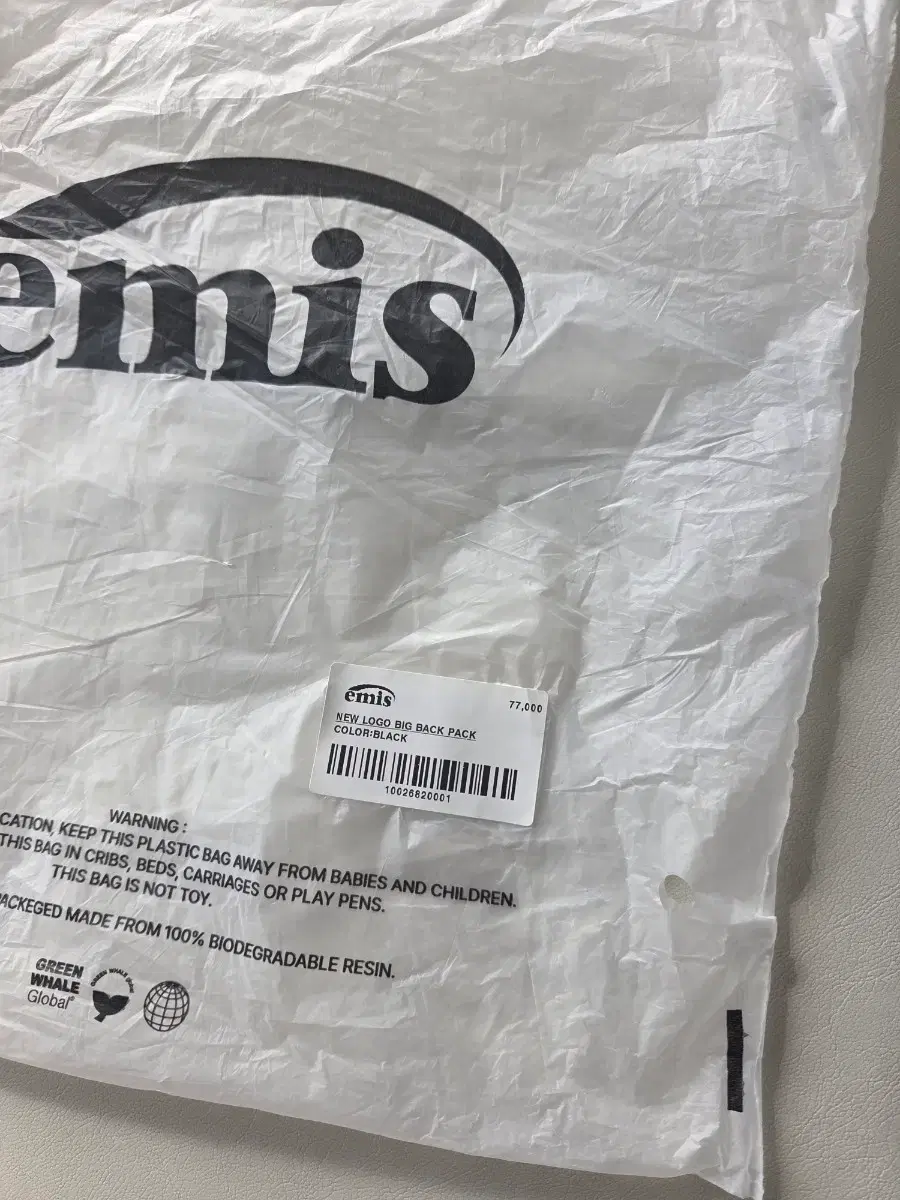 emis
emis 77,000
NEW LOGO BIG BACK PACK
COLOR:BLACK
10026820001
WARNING :
CATION, KEEP THIS PLASTIC BAG AWAY FROM BABIES AND CHILDREN.
THIS BAG IN CRIBS, BEDS, CARRIAGES OR PLAY PENS.
THIS BAG IS NOT TOY.
PACKEGED MADE FROM 100% BIODEGRADABLE RESIN.
GREEN
WHALE
Global®